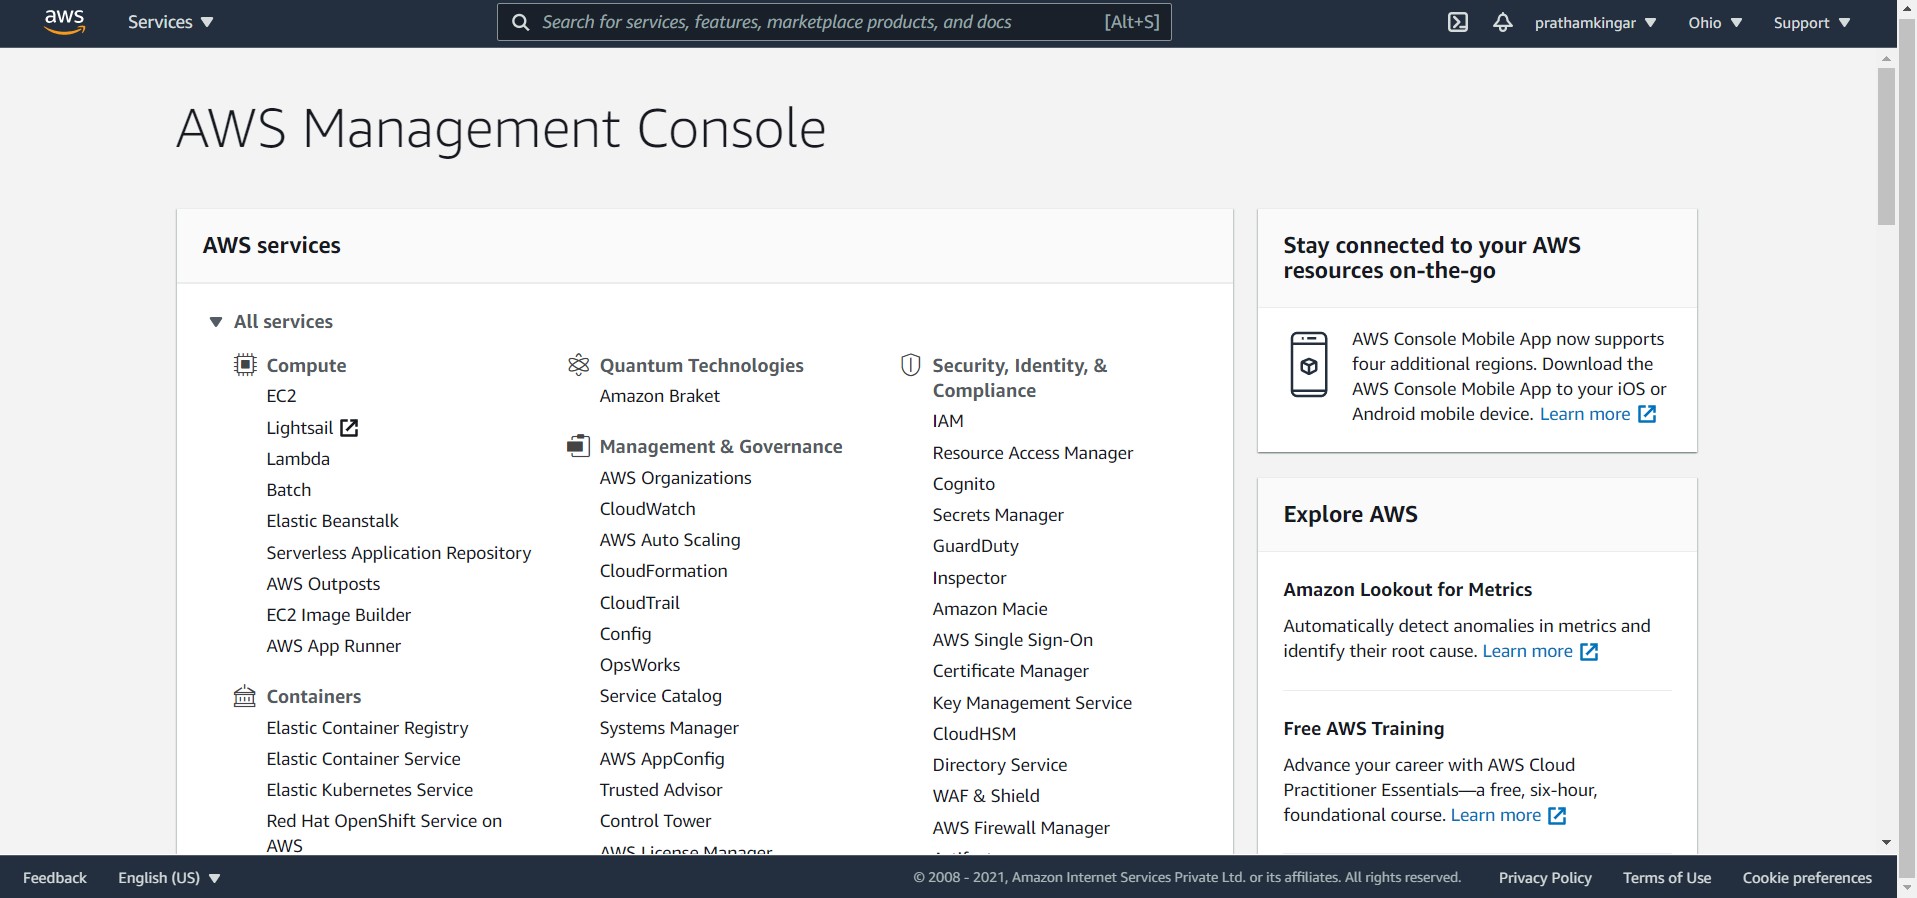 aws
Services
Search for services, features, marketplace products, and docs
[Alt+S]
prathamkingar
Ohio
Support
AWS Management Console
AWS services
All services
Compute
EC2
Lightsail
Lambda
Batch
Elastic Beanstalk
Serverless Application Repository
AWS Outposts
EC2 Image Builder
AWS App Runner
Containers
Elastic Container Registry
Elastic Container Service
Elastic Kubernetes Service
Red Hat OpenShift Service on
AWS
Quantum Technologies
Amazon Braket
Management & Governance
AWS Organizations
CloudWatch
AWS Auto Scaling
CloudFormation
CloudTrail
Config
OpsWorks
Service Catalog
Systems Manager
AWS AppConfig
Trusted Advisor
Control Tower
AWS License Manager
Security, Identity, &
Compliance
IAM
Resource Access Manager
Cognito
Secrets Manager
GuardDuty
Inspector
Amazon Macie
AWS Single Sign-On
Certificate Manager
Key Management Service
CloudHSM
Directory Service
WAF & Shield
AWS Firewall Manager
Stay connected to your AWS
resources on-the-go
AWS Console Mobile App now supports
four additional regions. Download the
AWS Console Mobile App to your iOS or
Android mobile device. Learn more
Explore AWS
Amazon Lookout for Metrics
Automatically detect anomalies in metrics and
identify their root cause. Learn more
Free AWS Training
Advance your career with AWS Cloud
Practitioner Essentials—a free, six-hour,
foundational course. Learn more
Feedback
English (US)
© 2008 - 2021, Amazon Internet Services Private Ltd. or its affiliates. All rights reserved.
Privacy Policy
Terms of Use
Cookie preferences